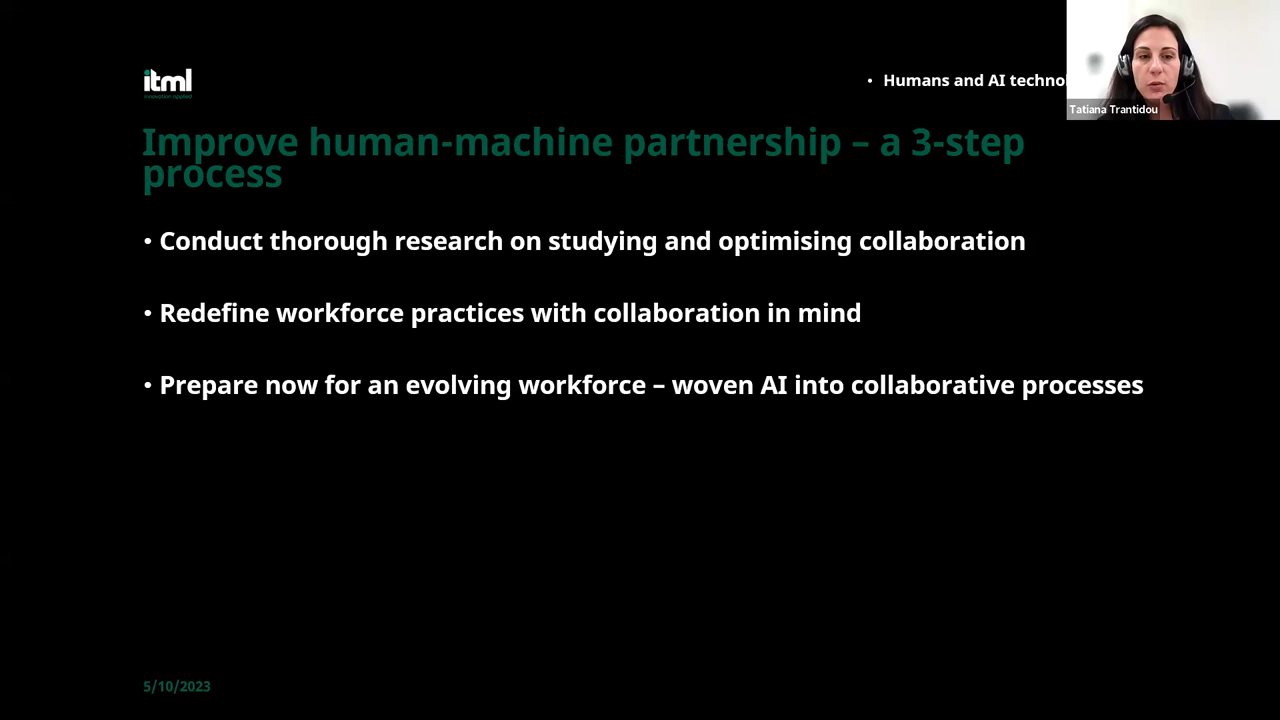 itml
innovation applied
• Humans and AI
Tatiana Trantidou
Improve human-machine partnership – a 3-step
process
• Conduct thorough research on studying and optimising collaboration
• Redefine workforce practices with collaboration in mind
• Prepare now for an evolving workforce – woven AI into collaborative processes
5/10/2023